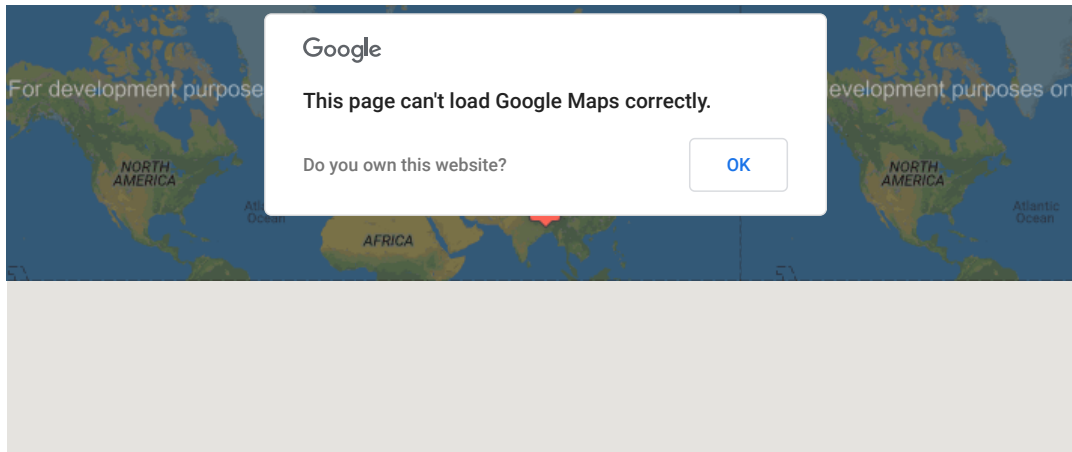 Google
This page can't load Google Maps correctly.
Do you own this website?
OK
For development purpose
evelopment purposes on
NORTH
AMERICA
Atlantic
Ocean
AFRICA
NORTH
AMERICA